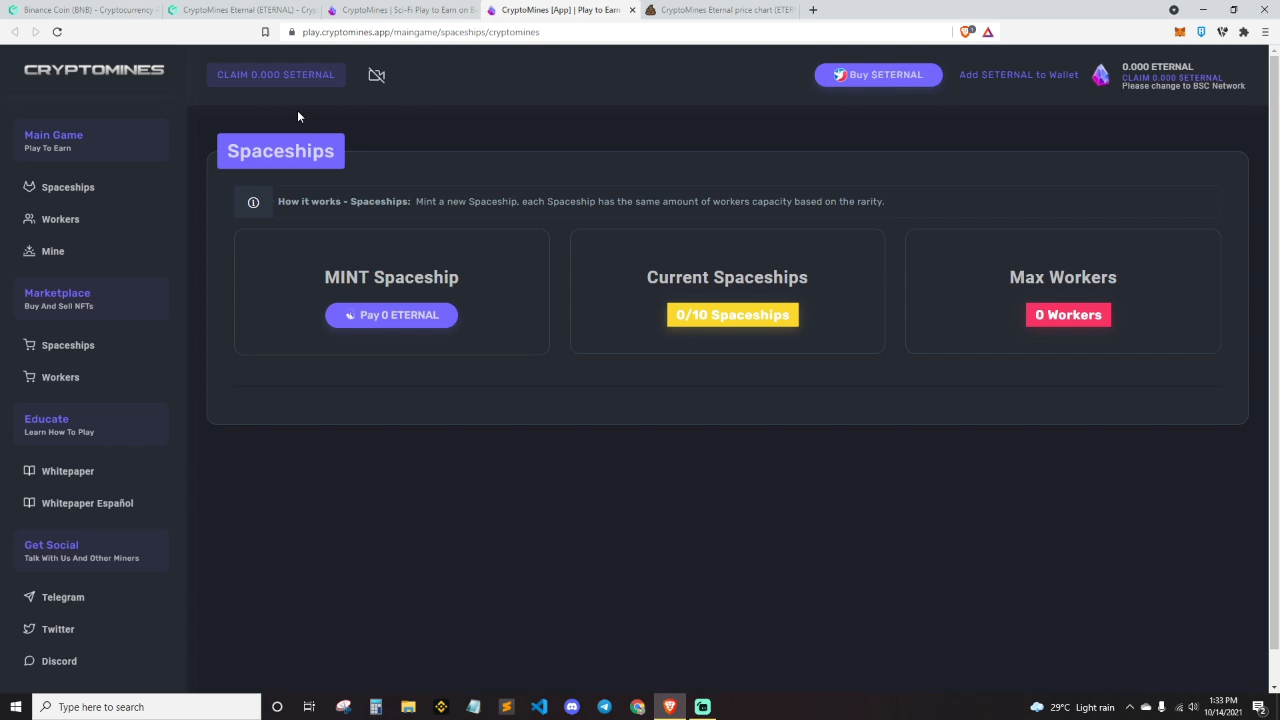 Binance Coin (BNB) - Cryptocurrency P
CryptoMines Eternal (ETERNAL) - Cryp
CryptoMines | Sci-Fi Play to Earn on B
CryptoMines [App] | Play to Earn
CryptoMines Eternal price chart (ETER
play.cryptomines.app/maingame/spaceships/cryptomines
CRYPTOMINES
CLAIM 0.000 $ETERNAL
Buy $ETERNAL
Add $ETERNAL to Wallet
0.000 ETERNAL
CLAIM 0.000 $ETERNAL
Please change to BSC Network
Main Game
Play To Earn
Spaceships
Workers
Mine
Marketplace
Buy And Sell NFTs
Spaceships
Workers
Educate
Learn How To Play
Whitepaper
Whitepaper Español
Get Social
Talk With Us And Other Miners
Telegram
Twitter
Discord
Spaceships
How it works - Spaceships: Mint a new Spaceship, each Spaceship has the same amount of workers capacity based on the rarity.
MINT Spaceship
Pay 0 ETERNAL
Current Spaceships
0/10 Spaceships
Max Workers
0 Workers
Type here to search
29°C Light rain
1:33 PM
10/14/2021